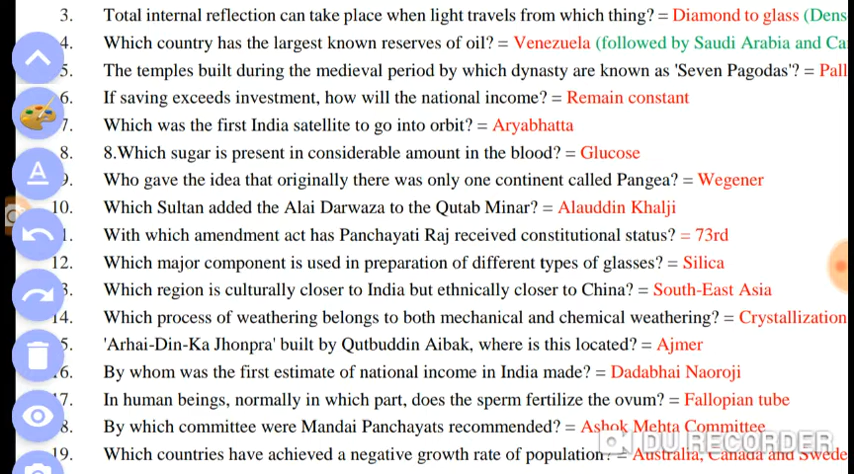 3. Total internal reflection can take place when light travels from which thing? = Diamond to glass (Dens
4. Which country has the largest known reserves of oil? = Venezuela (followed by Saudi Arabia and Ca
5. The temples built during the medieval period by which dynasty are known as 'Seven Pagodas'? = Pall
6. If saving exceeds investment, how will the national income? = Remain constant
7. Which was the first India satellite to go into orbit? = Aryabhatta
8. 8.Which sugar is present in considerable amount in the blood? = Glucose
9. Who gave the idea that originally there was only one continent called Pangea? = Wegener
10. Which Sultan added the Alai Darwaza to the Qutab Minar? = Alauddin Khalji
1. With which amendment act has Panchayati Raj received constitutional status? = 73rd
12. Which major component is used in preparation of different types of glasses? = Silica
3. Which region is culturally closer to India but ethnically closer to China? = South-East Asia
14. Which process of weathering belongs to both mechanical and chemical weathering? = Crystallization
5. 'Arhai-Din-Ka Jhonpra' built by Qutbuddin Aibak, where is this located? = Ajmer
6. By whom was the first estimate of national income in India made? = Dadabhai Naoroji
7. In human beings, normally in which part, does the sperm fertilize the ovum? = Fallopian tube
8. By which committee were Mandai Panchayats recommended? = Ashok Mehta Committee
DU RECORDER
19. Which countries have achieved a negative growth rate of population? = Australia, Canada and Swede